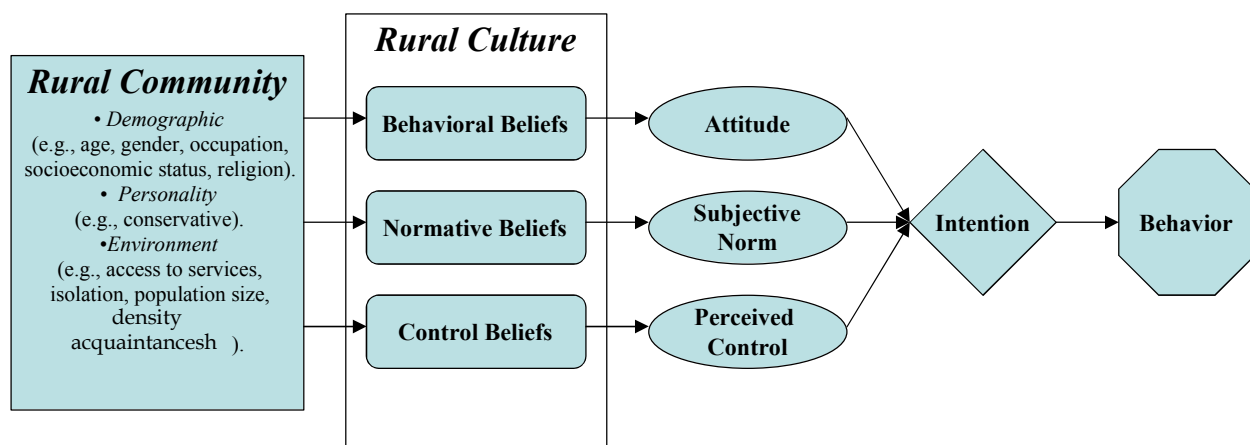 Rural Community
• Demographic
(e.g., age, gender, occupation,
socioeconomic status, religion).
• Personality
(e.g., conservative).
•Environment
(e.g., access to services,
isolation, population size,
density
acquaintancesh ).
Rural Culture
Behavioral Beliefs
Normative Beliefs
Control Beliefs
Attitude
Subjective
Norm
Perceived
Control
Intention
Behavior